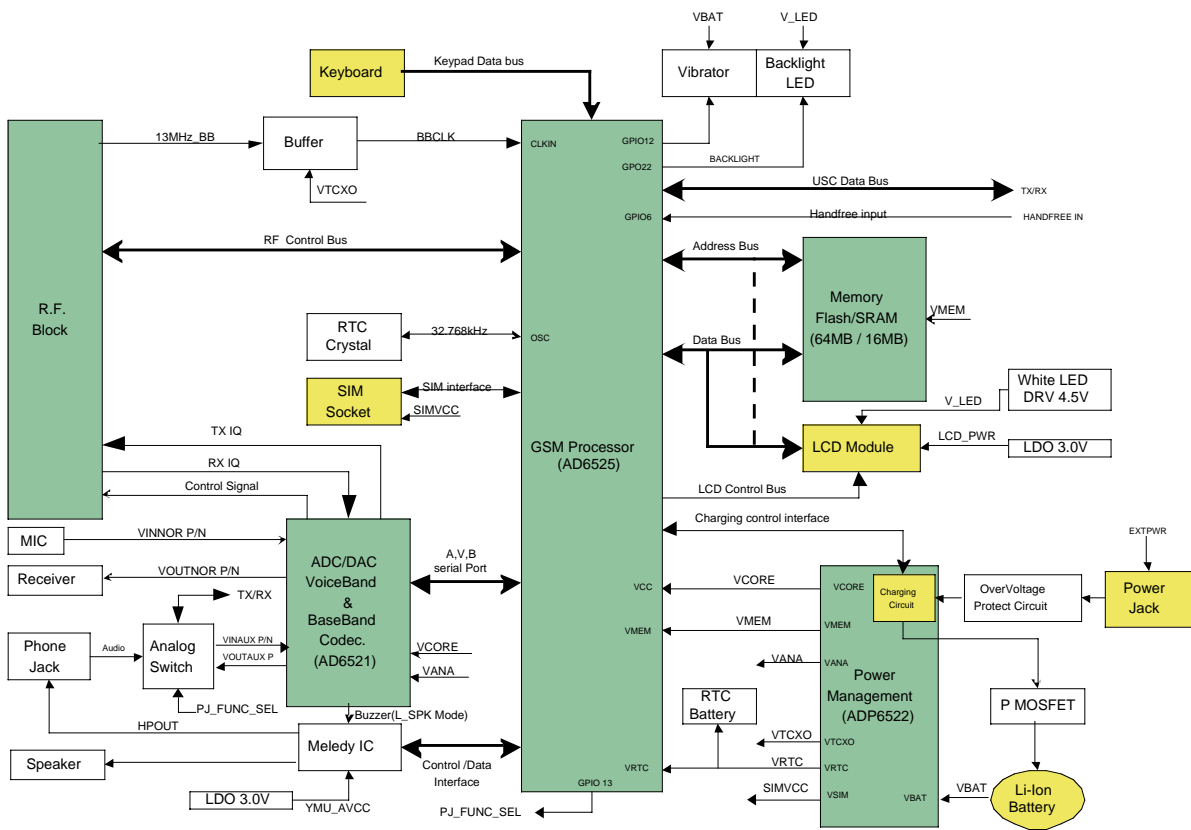 VBAT
V_LED
Keyboard
Keypad Data bus
Vibrator
Backlight
LED
13MHz_BB
Buffer
BBCLK
CLKIN
GPIO12
GPO22
BACKLIGHT
VTCXO
USC Data Bus
TX/RX
GPIO6
Handfree input
HANDFREE IN
RF Control Bus
Address Bus
R.F.
Block
Memory
Flash/SRAM
(64MB / 16MB)
VMEM
RTC
Crystal
32.768kHz
OSC
Data Bus
SIM
Socket
SIM interface
SIMVCC
White LED
DRV 4.5V
V_LED
TX IQ
GSM Processor
(AD6525)
LCD Module
LCD_PWR
LDO 3.0V
RX IQ
Control Signal
LCD Control Bus
MIC
VINNOR P/N
ADC/DAC
VoiceBand
&
BaseBand
Codec.
(AD6521)
A,V,B
serial Port
Charging control interface
EXTPWR
Receiver
VOUTNOR P/N
VCC
VCORE
VCORE
Charging
Circuit
OverVoltage
Protect Circuit
Power
Jack
TX/RX
VMEM
VMEM
VMEM
Phone
Jack
Audio
Analog
Switch
VINAUX P/N
VOUTAUX P
VCORE
VANA
VANA
VANA
Power
Management
(ADP6522)
RTC
Battery
P MOSFET
PJ_FUNC_SEL
HPOUT
Buzzer(L_SPK Mode)
Meledy IC
VTCXO
VTCXO
Speaker
Control /Data
Interface
VRTC
VRTC
VRTC
GPIO 13
LDO 3.0V
YMU_AVCC
PJ_FUNC_SEL
SIMVCC
VSIM
VBAT
VBAT
Li-Ion
Battery